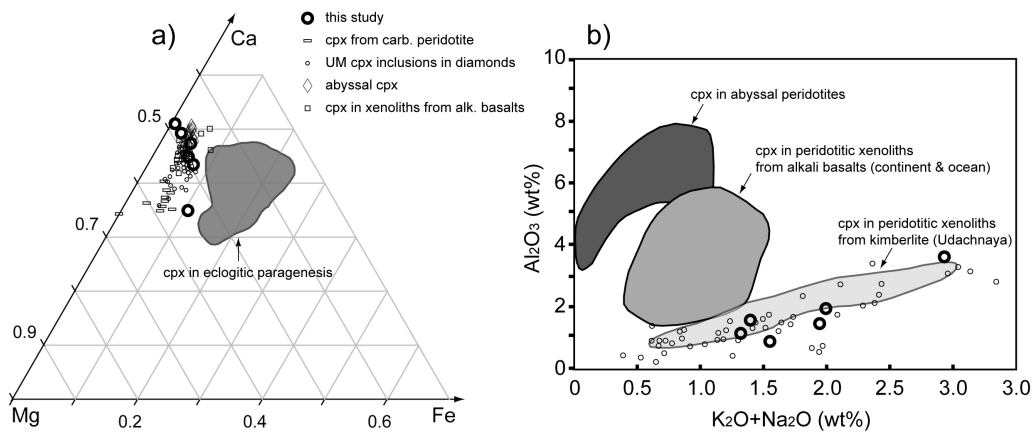 a)
Ca
this study
cpx from carb. peridotite
UM cpx inclusions in diamonds
abyssal cpx
cpx in xenoliths from alk. basalts
0.5
0.7
0.9
cpx in eclogitic paragenesis
Mg
0.2
0.4
Fe
b)
10
8
6
4
2
0
Al2O3 (wt%)
cpx in abyssal peridotites
cpx in peridotitic xenoliths
from alkali basalts (continent & ocean)
cpx in peridotitic xenoliths
from kimberlite (Udachnaya)
0
0.5
1.0
1.5
2.0
2.5
3.0
3.0
K2O+Na2O (wt%)